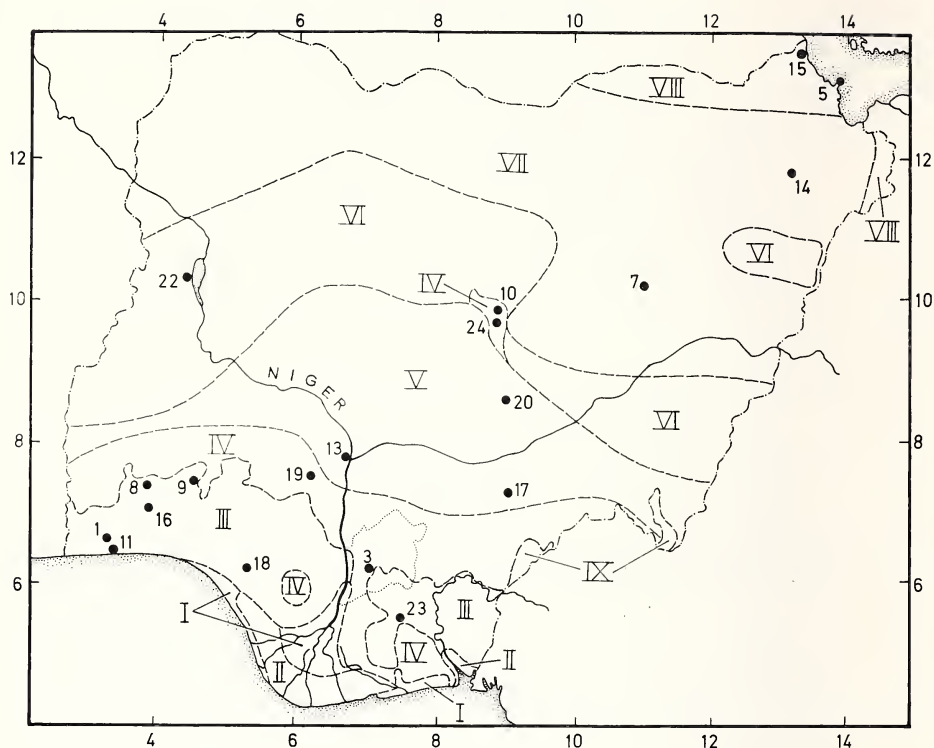 4 6 8 10 12 14
15
5
VIII
12 VII 12
14
VI VIII
VI
22 IV 10 7
10 10
24
NIGER V
20 VI
8 IV 13 8
19
8 9 17
16 III
1
11
18 3 IX
6 IV III 6
I 23
IV II
II
I
4 6 8 10 12 14